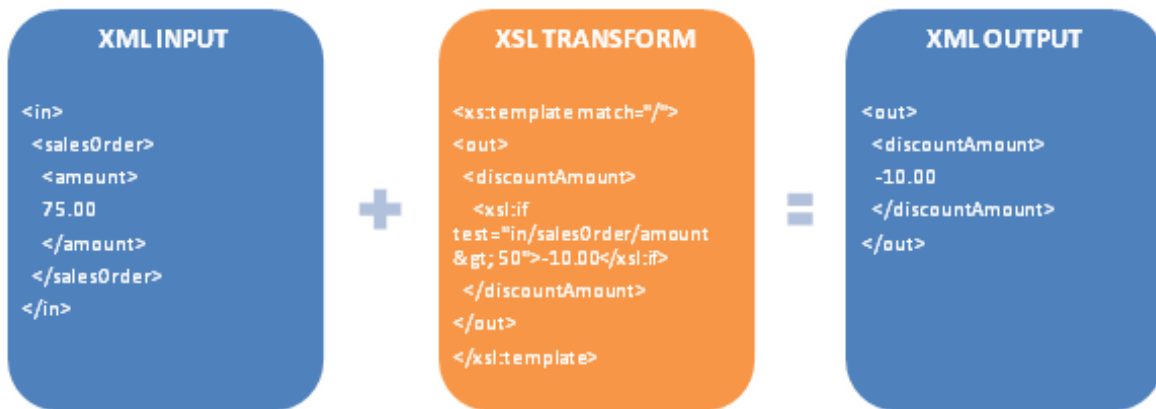 XML INPUT
<in>
<salesOrder>
<amount>
75.00
</amount>
</salesOrder>
</in>
XSL TRANSFORM
<xs:template match="/">
<out>
<discountAmount>
<xsl:if
test="in/salesOrder/amount
&gt; 50">-10.00</xsl:if>
</discountAmount>
</out>
</xsl:template>
XML OUTPUT
<out>
<discountAmount>
-10.00
</discountAmount>
</out>